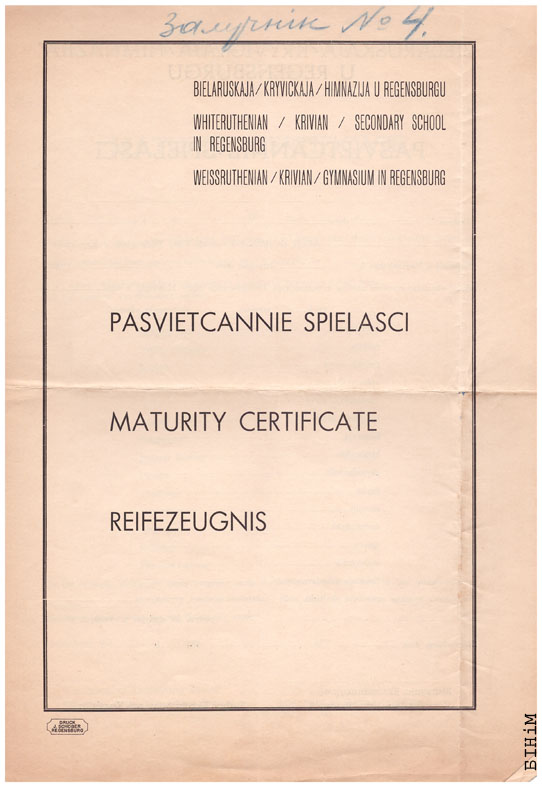 Залучнік № 4.
BIELARUSKAJA/KRYVICKAJA/HIMNAZIJA U REGENSBURGU
WHITERUTHENIAN / KRIVIAN / SECONDARY SCHOOL
IN REGENSBURG
WEISSRUTHENIAN/KRIVIAN/GYMNASIUM IN REGENSBURG
PASVIETCANNIE SPIELASCI
MATURITY CERTIFICATE
REIFEZEUGNIS
DRUCK
J. SCHEIBER
REGENSBURG
БІНіМ